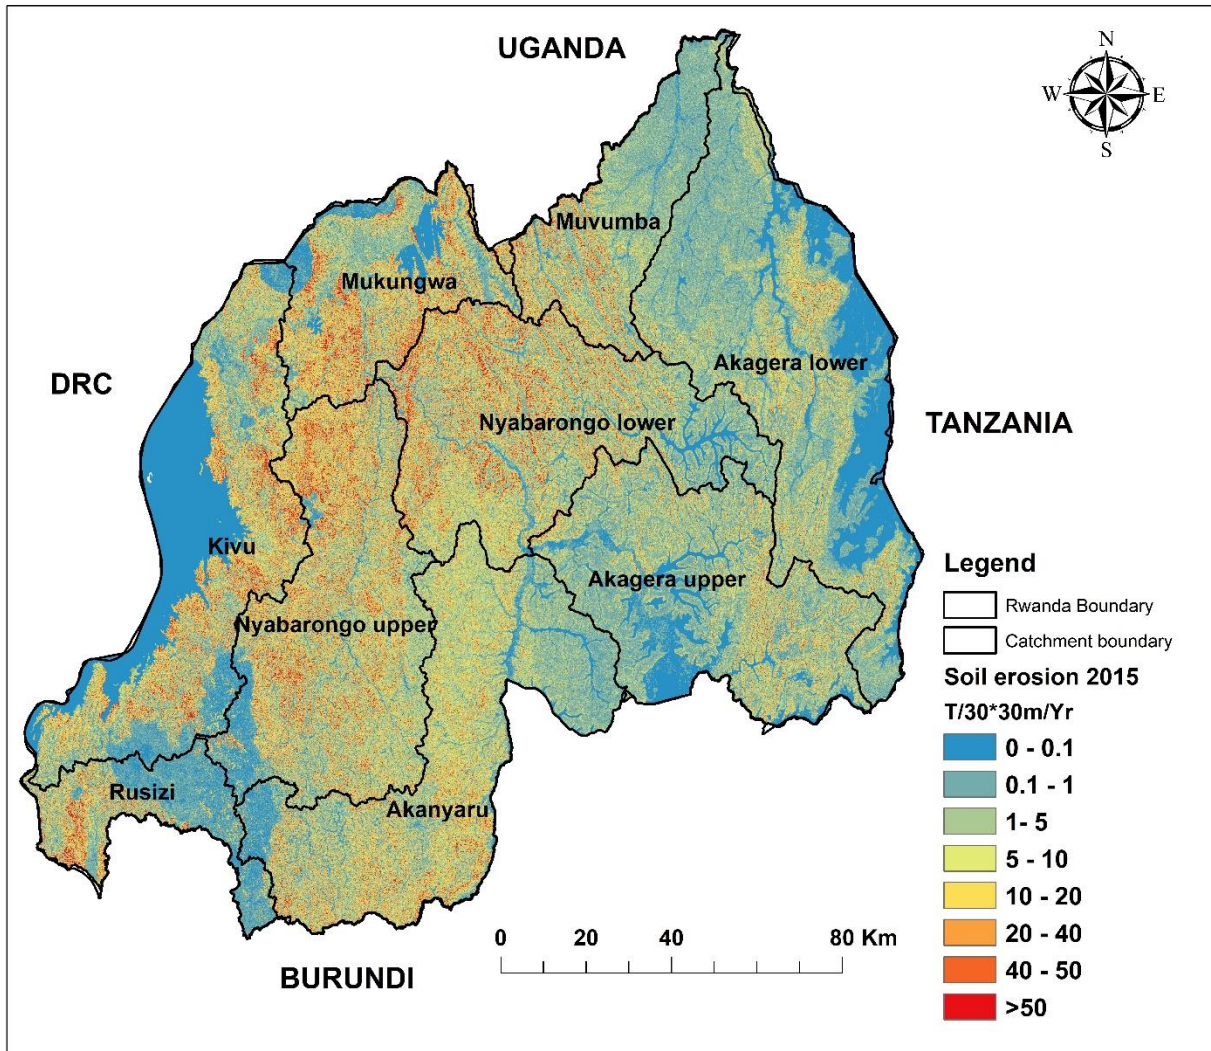 UGANDA
N
W E
S
Muvumba
Mukungwa
Akagera lower
DRC
Nyabarongo lower
TANZANIA
Kivu
Akagera upper
Nyabarongo upper
Rusizi
Akanyaru
BURUNDI
0 20 40 80 Km
Legend
Rwanda Boundary
Catchment boundary
Soil erosion 2015
T/30*30m/Yr
0 - 0.1
0.1 - 1
1- 5
5 - 10
10 - 20
20 - 40
40 - 50
>50